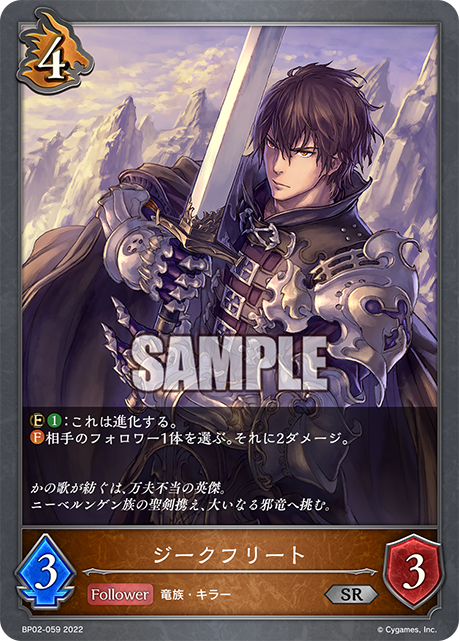 4
SAMPLE
E 1:これは進化する。
F 相手のフォロワー1体を選ぶ。それに2ダメージ。
かの歌が紡ぐは、万夫不当の英傑。
ニーベルンゲン族の聖剣携え、大いなる邪竜へ挑む。
ジークフリート
3
Follower 竜族・キラー SR
3
BP02-059 2022 © Cygames, Inc.